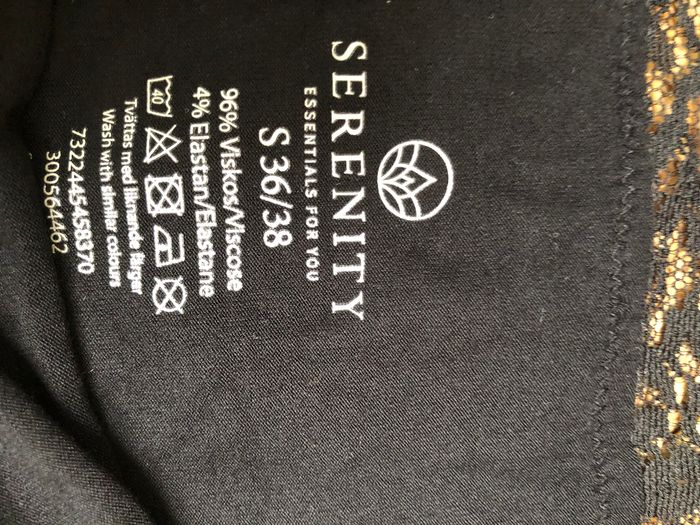 SERENITY
ESSENTIALS FOR YOU
S 36/38
96% Viskos/Viscose
4% Elastan/Elastane
40
Tvättas med liknande färger
Wash with similar colours
7322445458370
300564462